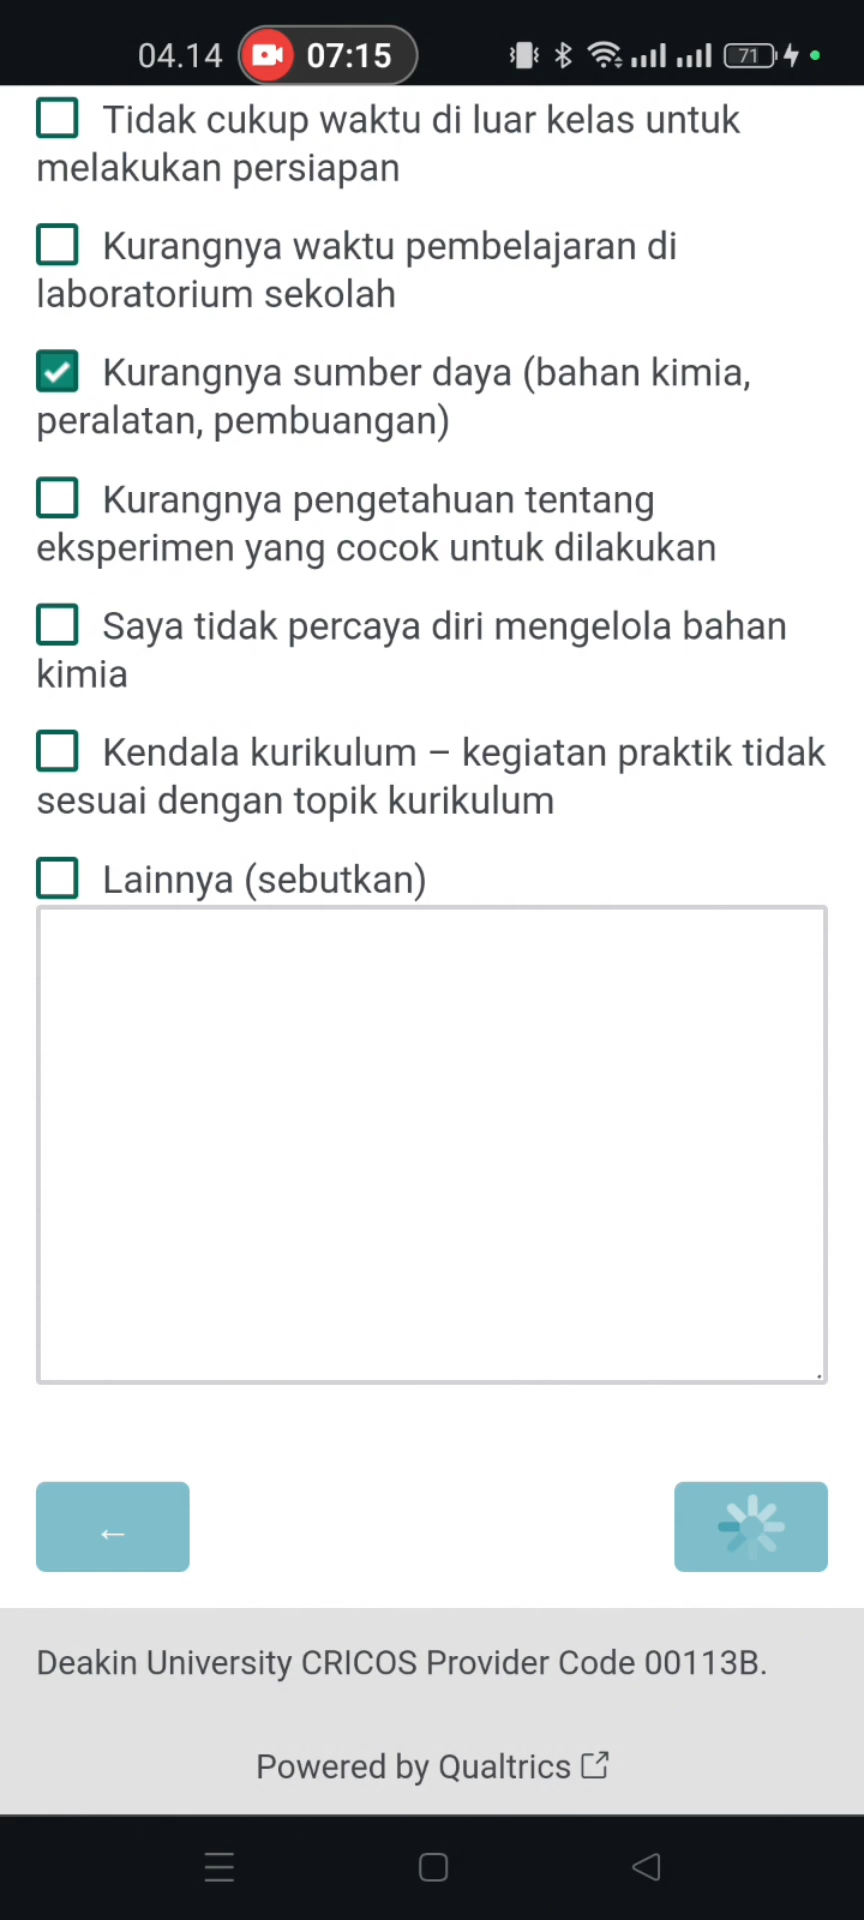 04.14 07:15 71
Tidak cukup waktu di luar kelas untuk
melakukan persiapan
Kurangnya waktu pembelajaran di
laboratorium sekolah
Kurangnya sumber daya (bahan kimia,
peralatan, pembuangan)
Kurangnya pengetahuan tentang
eksperimen yang cocok untuk dilakukan
Saya tidak percaya diri mengelola bahan
kimia
Kendala kurikulum – kegiatan praktik tidak
sesuai dengan topik kurikulum
Lainnya (sebutkan)
←
Deakin University CRICOS Provider Code 00113B.
Powered by Qualtrics